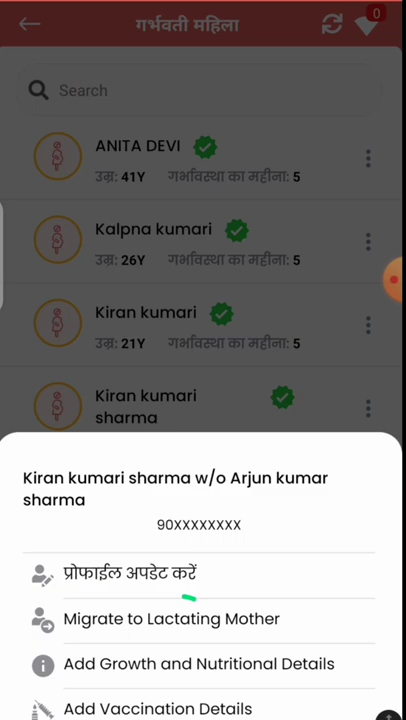 गर्भवती महिला
0
Search
ANITA DEVI
उम्र: 41Y गर्भावस्था का महीना: 5
Kalpna kumari
उम्र: 26Y गर्भावस्था का महीना: 5
Kiran kumari
उम्र: 21Y गर्भावस्था का महीना: 5
Kiran kumari
sharma
Kiran kumari sharma w/o Arjun kumar
sharma
90XXXXXXXX
प्रोफाईल अपडेट करें
Migrate to Lactating Mother
Add Growth and Nutritional Details
Add Vaccination Details